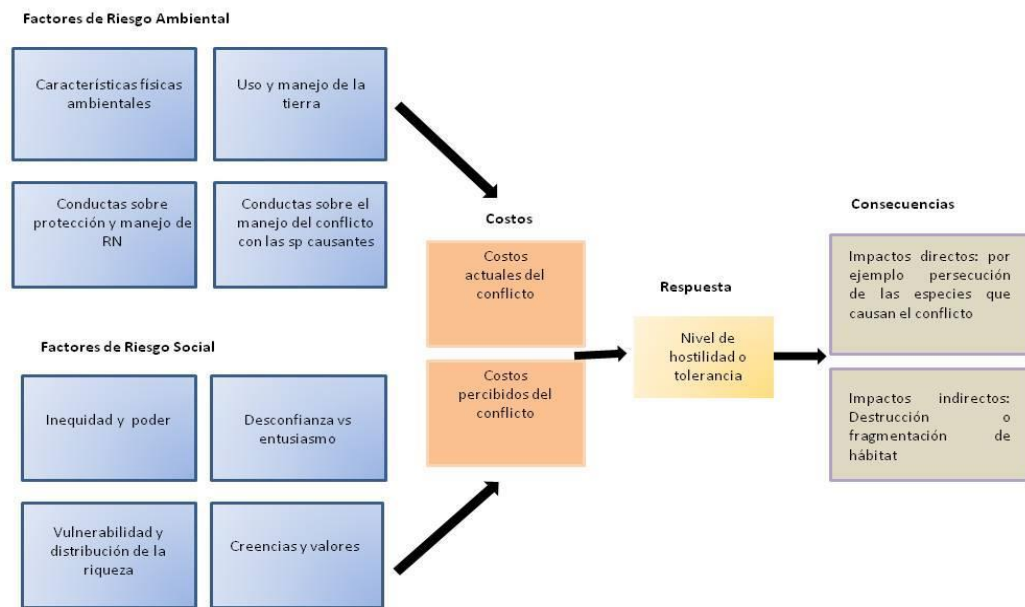 Factores de Riesgo Ambiental
Características físicas
ambientales
Uso y manejo de la
tierra
Conductas sobre
protección y manejo de
RN
Conductas sobre el
manejo del conflicto
con las sp causantes
Factores de Riesgo Social
Inequidad y poder
Desconfianza vs
entusiasmo
Vulnerabilidad y
distribución de la
riqueza
Creencias y valores
Costos
Costos
actuales del
conflicto
Costos
percibidos del
conflicto
Respuesta
Nivel de
hostilidad o
tolerancia
Consecuencias
Impactos directos: por
ejemplo persecución
de las especies que
causan el conflicto
Impactos indirectos:
Destrucción o
fragmentación de
hábitat